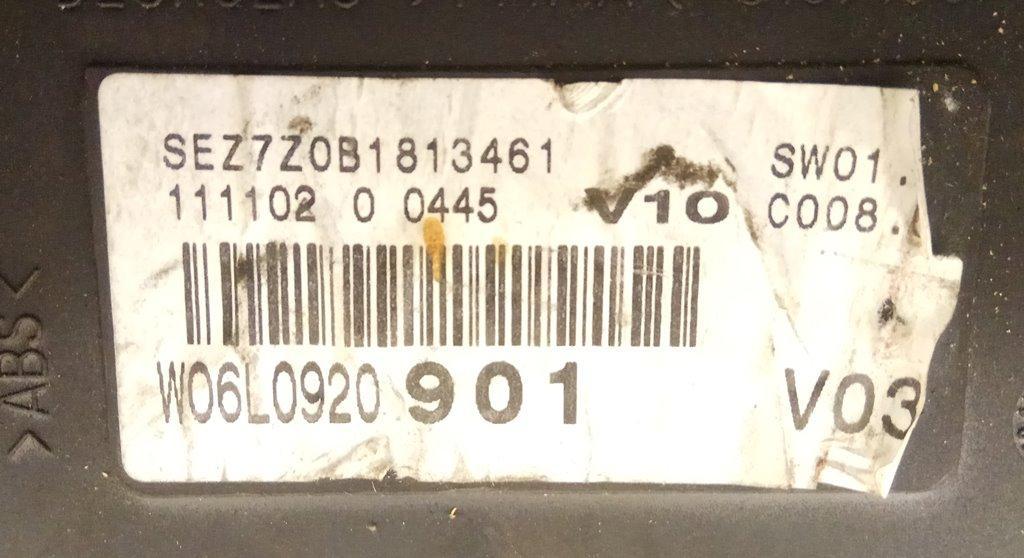 SEZ7Z0B1813461
111102 0 0445 V10
SW01.
C008.
W06L0920 901 V03
>ABS<